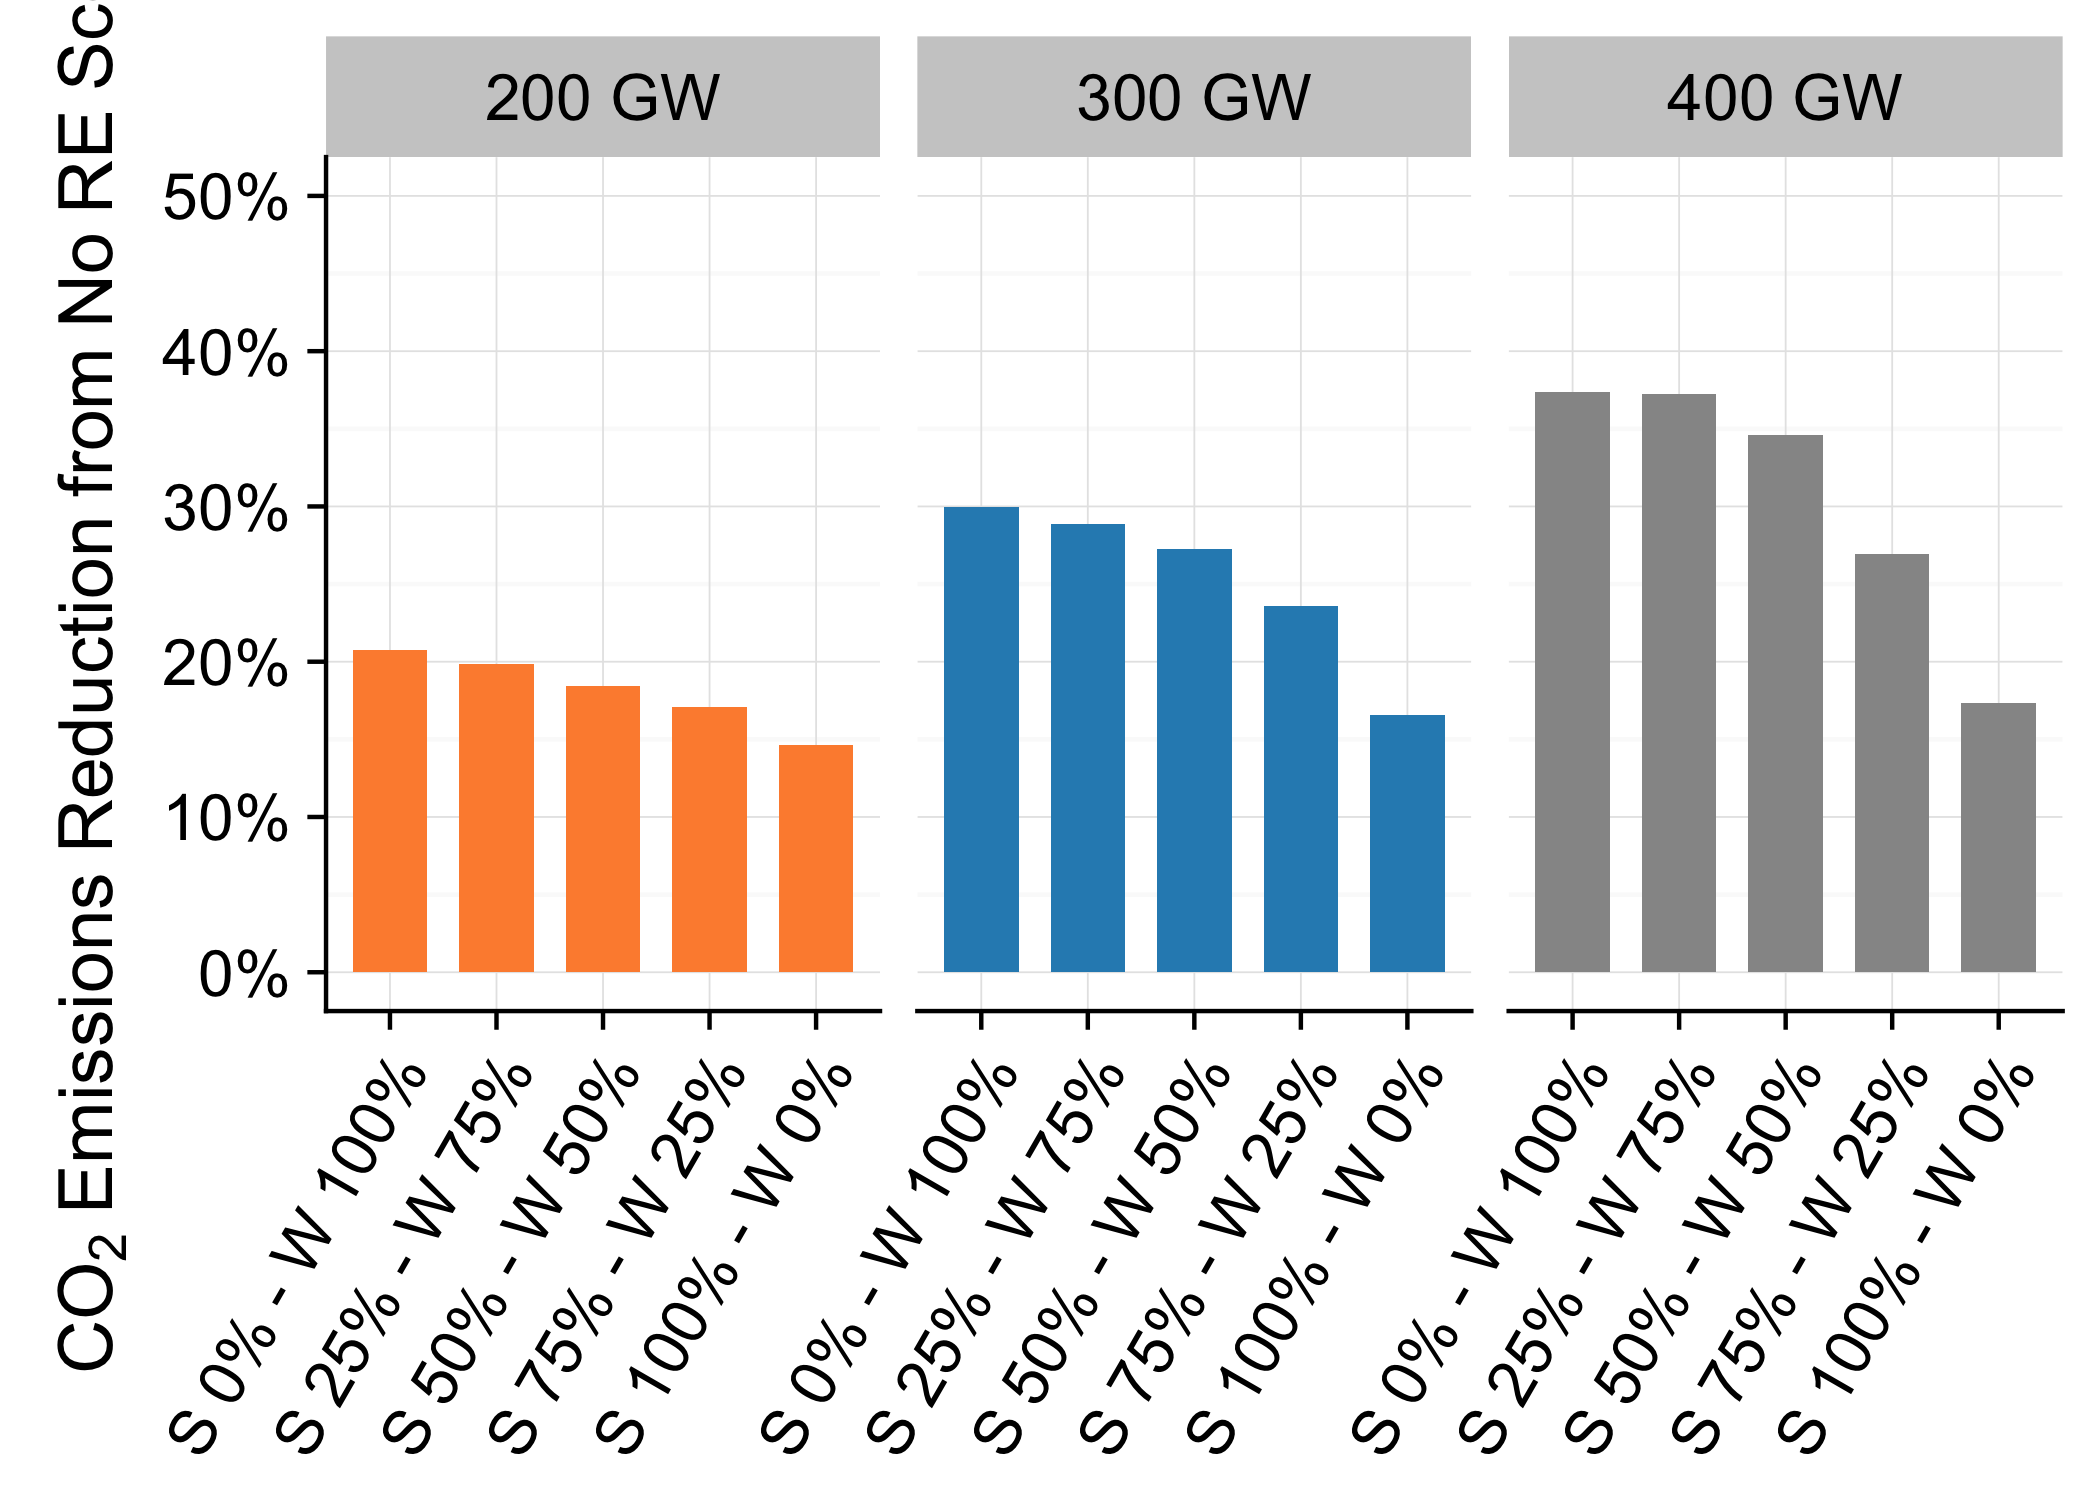 CO₂ Emissions Reduction from No RE
200 GW
300 GW
400 GW
50%
40%
30%
20%
10%
0%
S 0% - W 100%
S 25% - W 75%
S 50% - W 50%
S 75% - W 25%
S 100% - W 0%
S 0% - W 100%
S 25% - W 75%
S 50% - W 50%
S 75% - W 25%
S 100% - W 0%
S 0% - W 100%
S 25% - W 75%
S 50% - W 50%
S 75% - W 25%
S 100% - W 0%